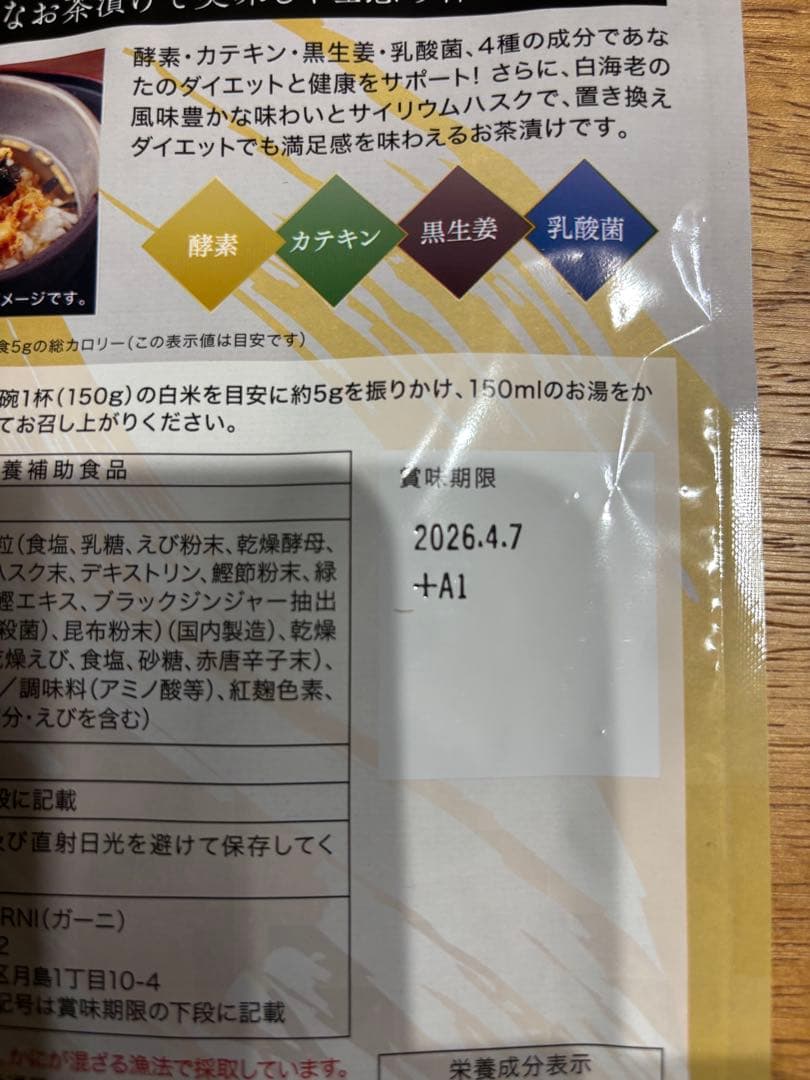 なお茶漬けで美味
酵素・カテキン・黒生姜・乳酸菌、4種の成分であな
たのダイエットと健康をサポート! さらに、白海老の
風味豊かな味わいとサイリウムハスクで、置き換え
ダイエットでも満足感を味わえるお茶漬けです。
酵素
カテキン
黒生姜
乳酸菌
メージです。
食5gの総カロリー(この表示値は目安です)
碗1杯(150g)の白米を目安に約5gを振りかけ、150mlのお湯をか
てお召し上がりください。
養補助食品
賞味期限
2026.4.7
+A1
粒(食塩、乳糖、えび粉末、乾燥酵母、
ハスク末、デキストリン、鰹節粉末、緑
鰹エキス、ブラックジンジャー抽出
殺菌)、昆布粉末)(国内製造)、乾燥
乾燥えび、食塩、砂糖、赤唐辛子末)、
/調味料(アミノ酸等)、紅麹色素、
分・えびを含む)
段に記載
及び直射日光を避けて保存してく
RNI(ガーニ)
2
区月島1丁目10-4
記号は賞味期限の下段に記載
、かにが混ざる漁法で採取しています。
栄養成分表示